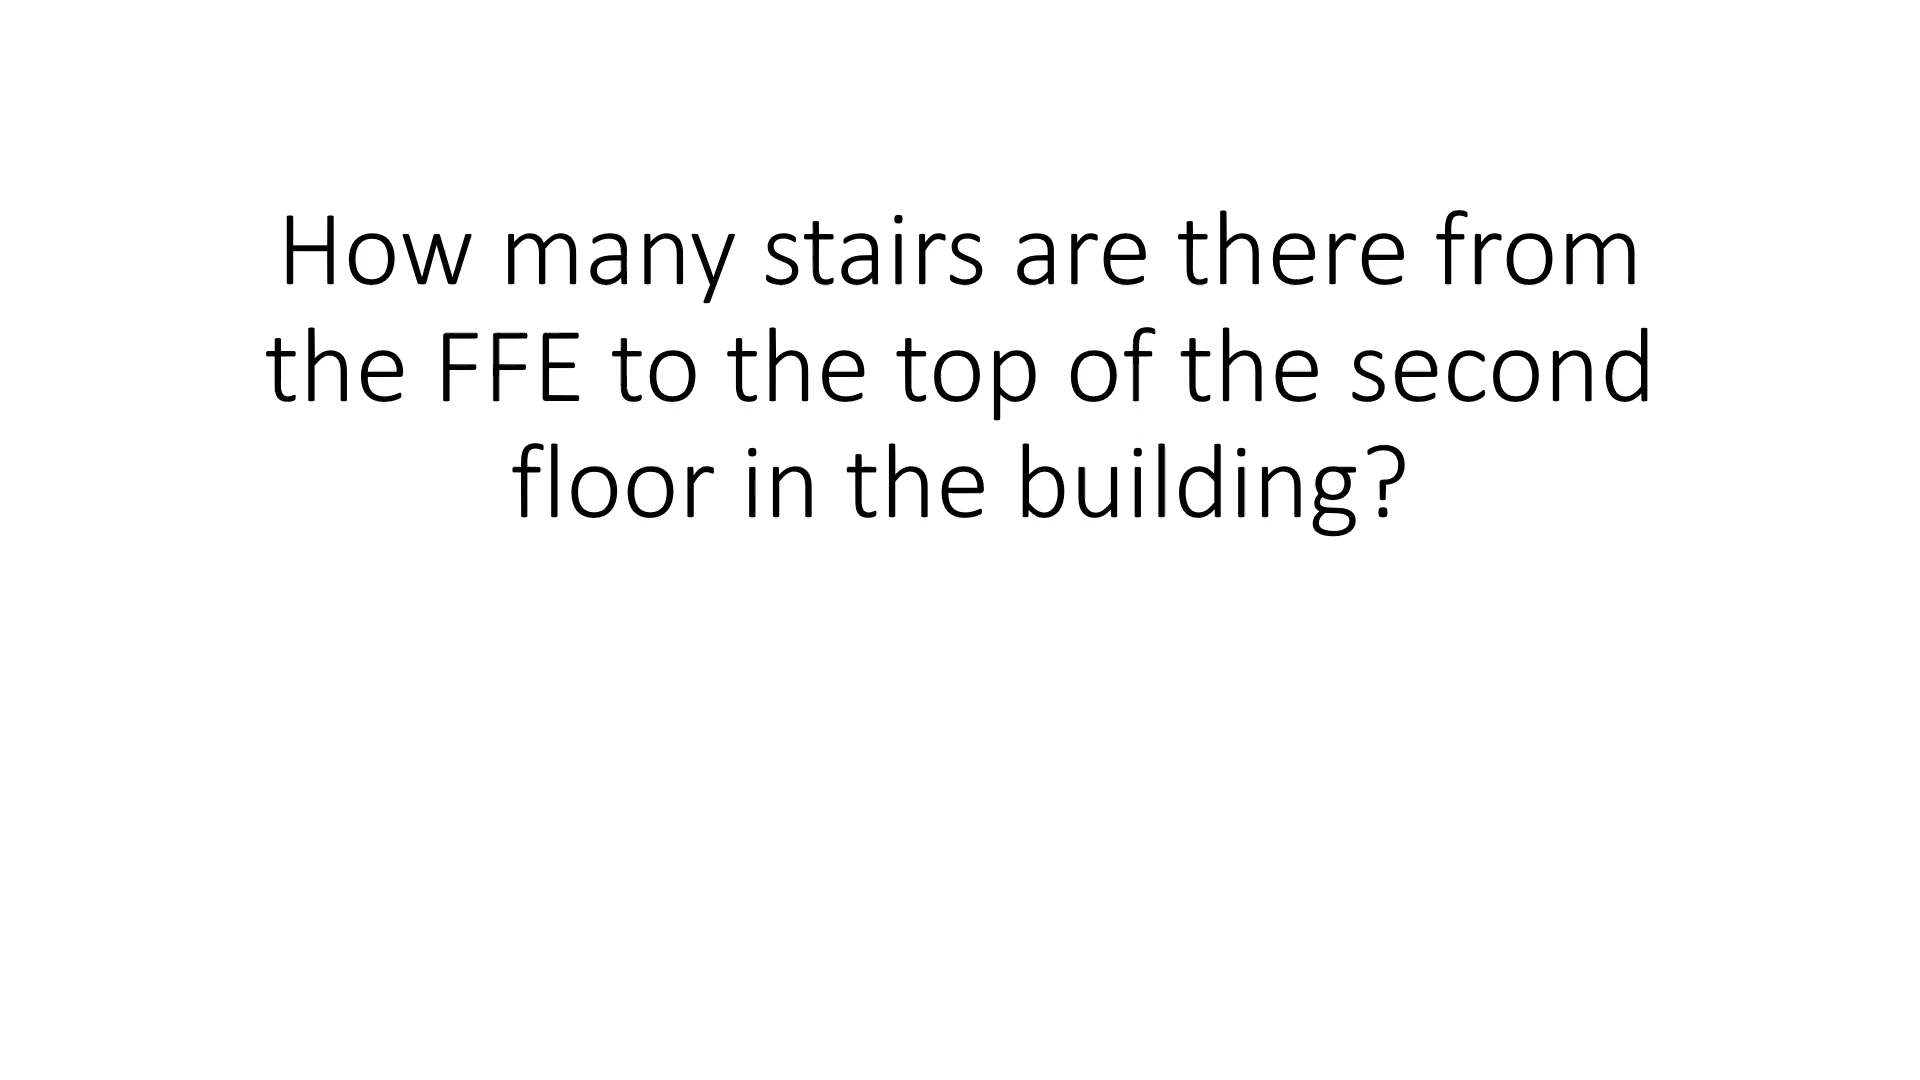 How many stairs are there from
the FFE to the top of the second
floor in the building?